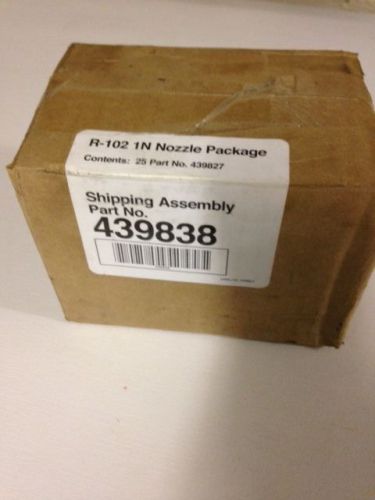 R-102 1N Nozzle Package
Contents: 25 Part No. 439827
Shipping Assembly
Part No.
439838